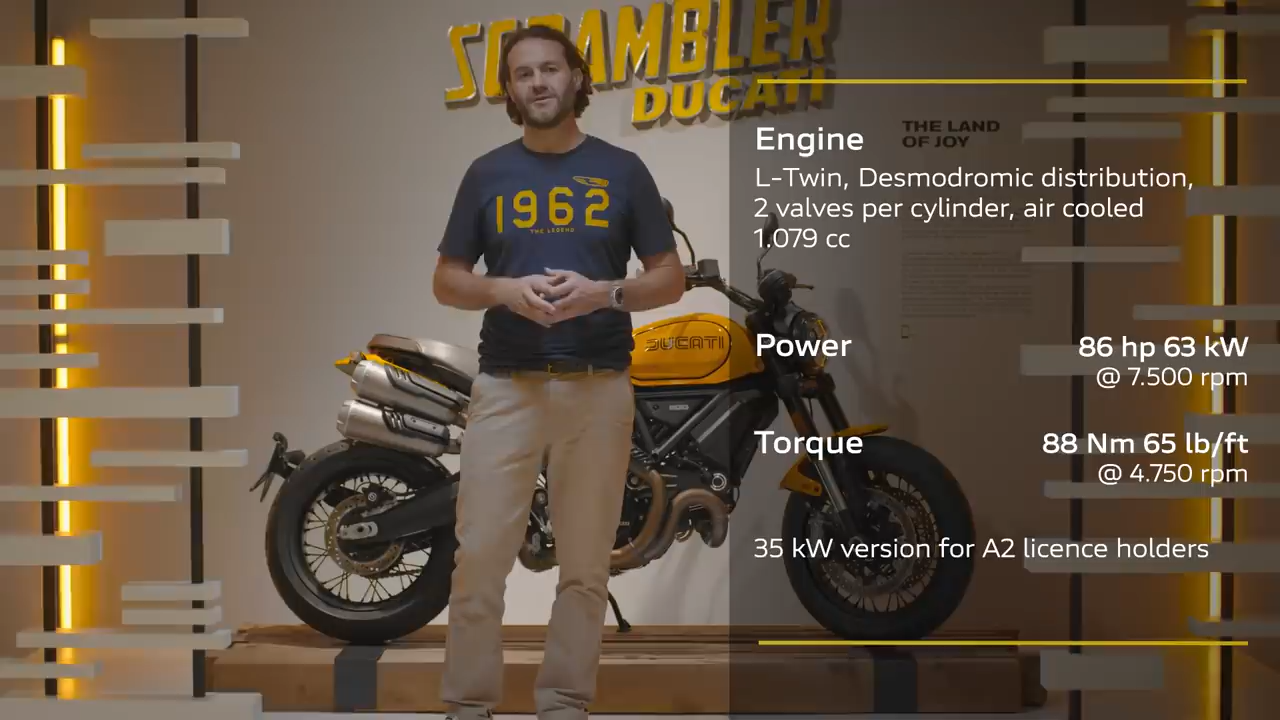 SCRAMBLER
DUCATI
THE LAND
OF JOY
1962
THE LEGEND
DUCATI
Engine
L-Twin, Desmodromic distribution,
2 valves per cylinder, air cooled
1.079 cc
Power
86 hp 63 kW
@ 7.500 rpm
Torque
88 Nm 65 lb/ft
@ 4.750 rpm
35 kW version for A2 licence holders